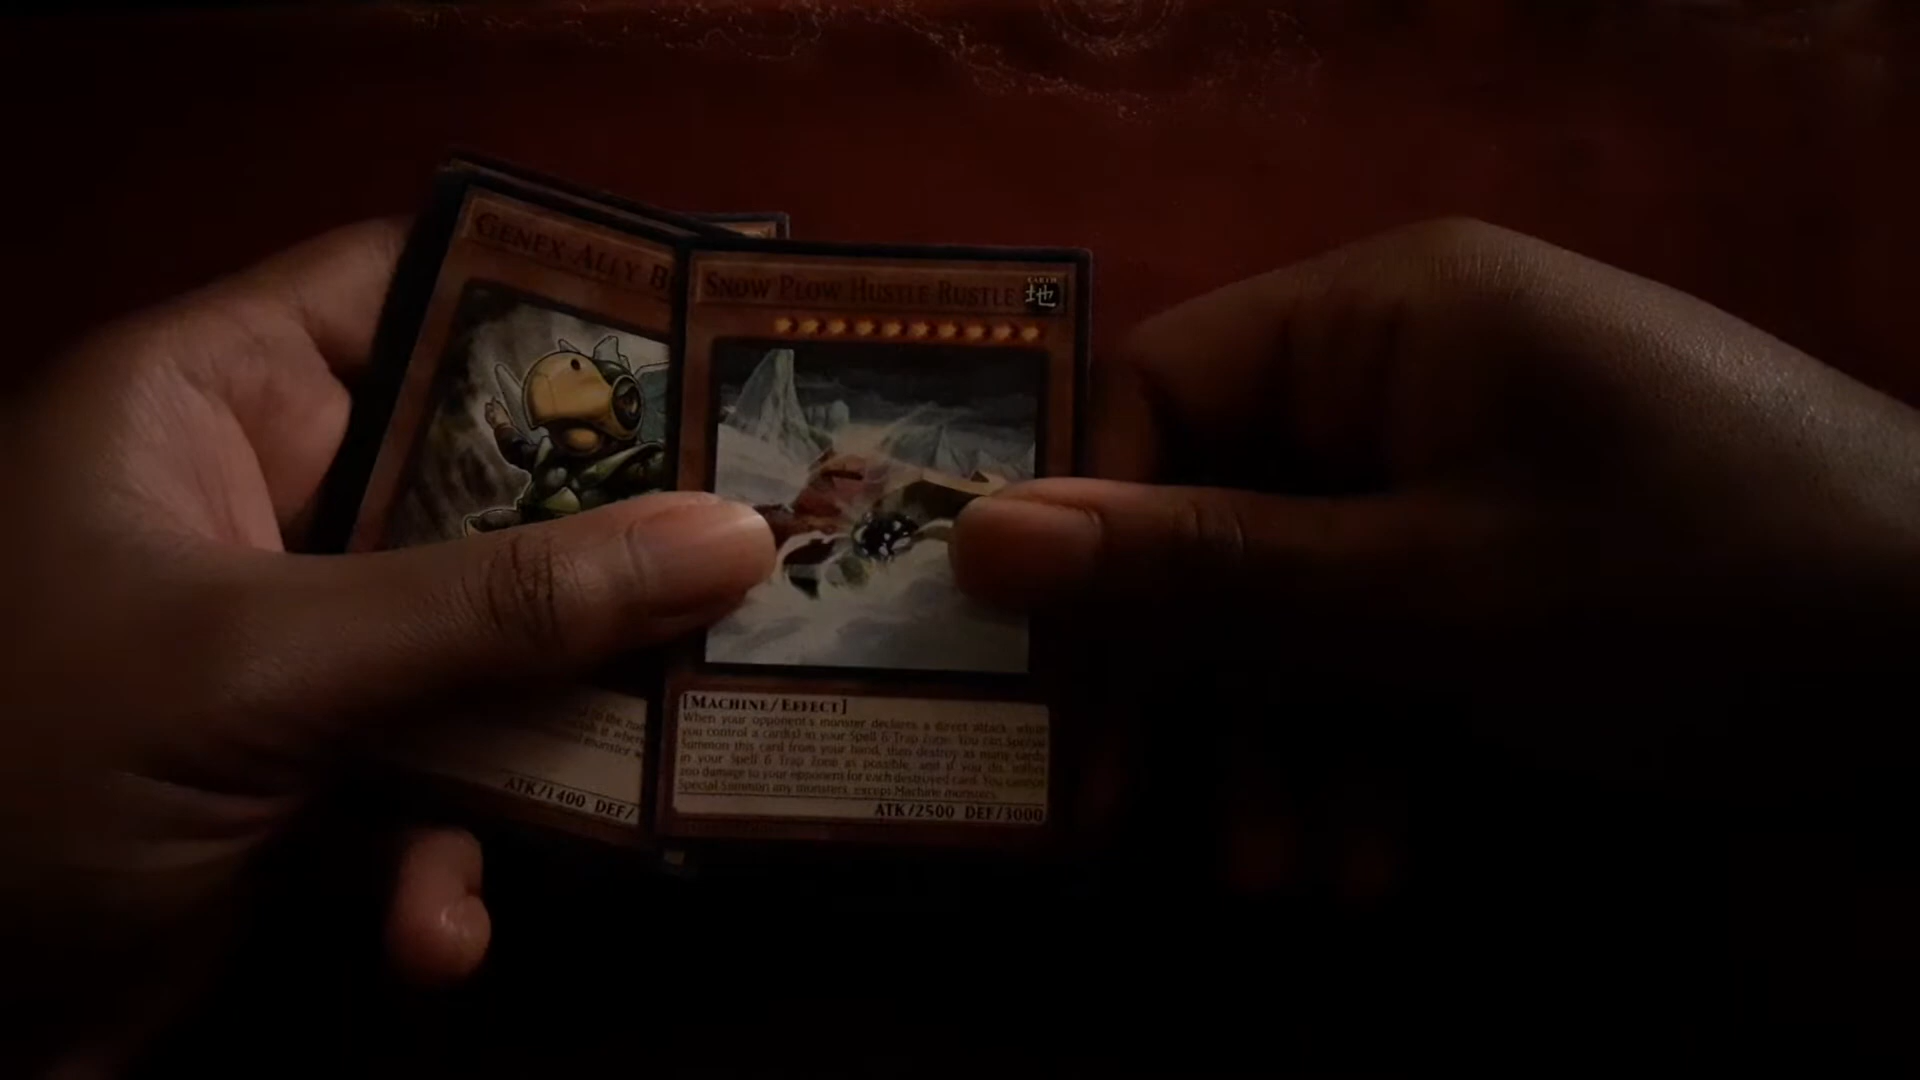 GENEX ALLY B
SNOW PLOW HUSTLE RUSTLE
EARTH
地
[MACHINE/EFFECT]
When your opponent's monster declares a direct attack, while
you control a card(s) in your Spell & Trap Zone: You can Special
Summon this card from your hand, then destroy as many cards
in your Spell & Trap Zone as possible, and if you do, inflict
200 damage to your opponent for each destroyed card. You cannot
Special Summon any monsters, except Machine monsters.
ATK/2500 DEF/3000
ATK/1400 DEF/